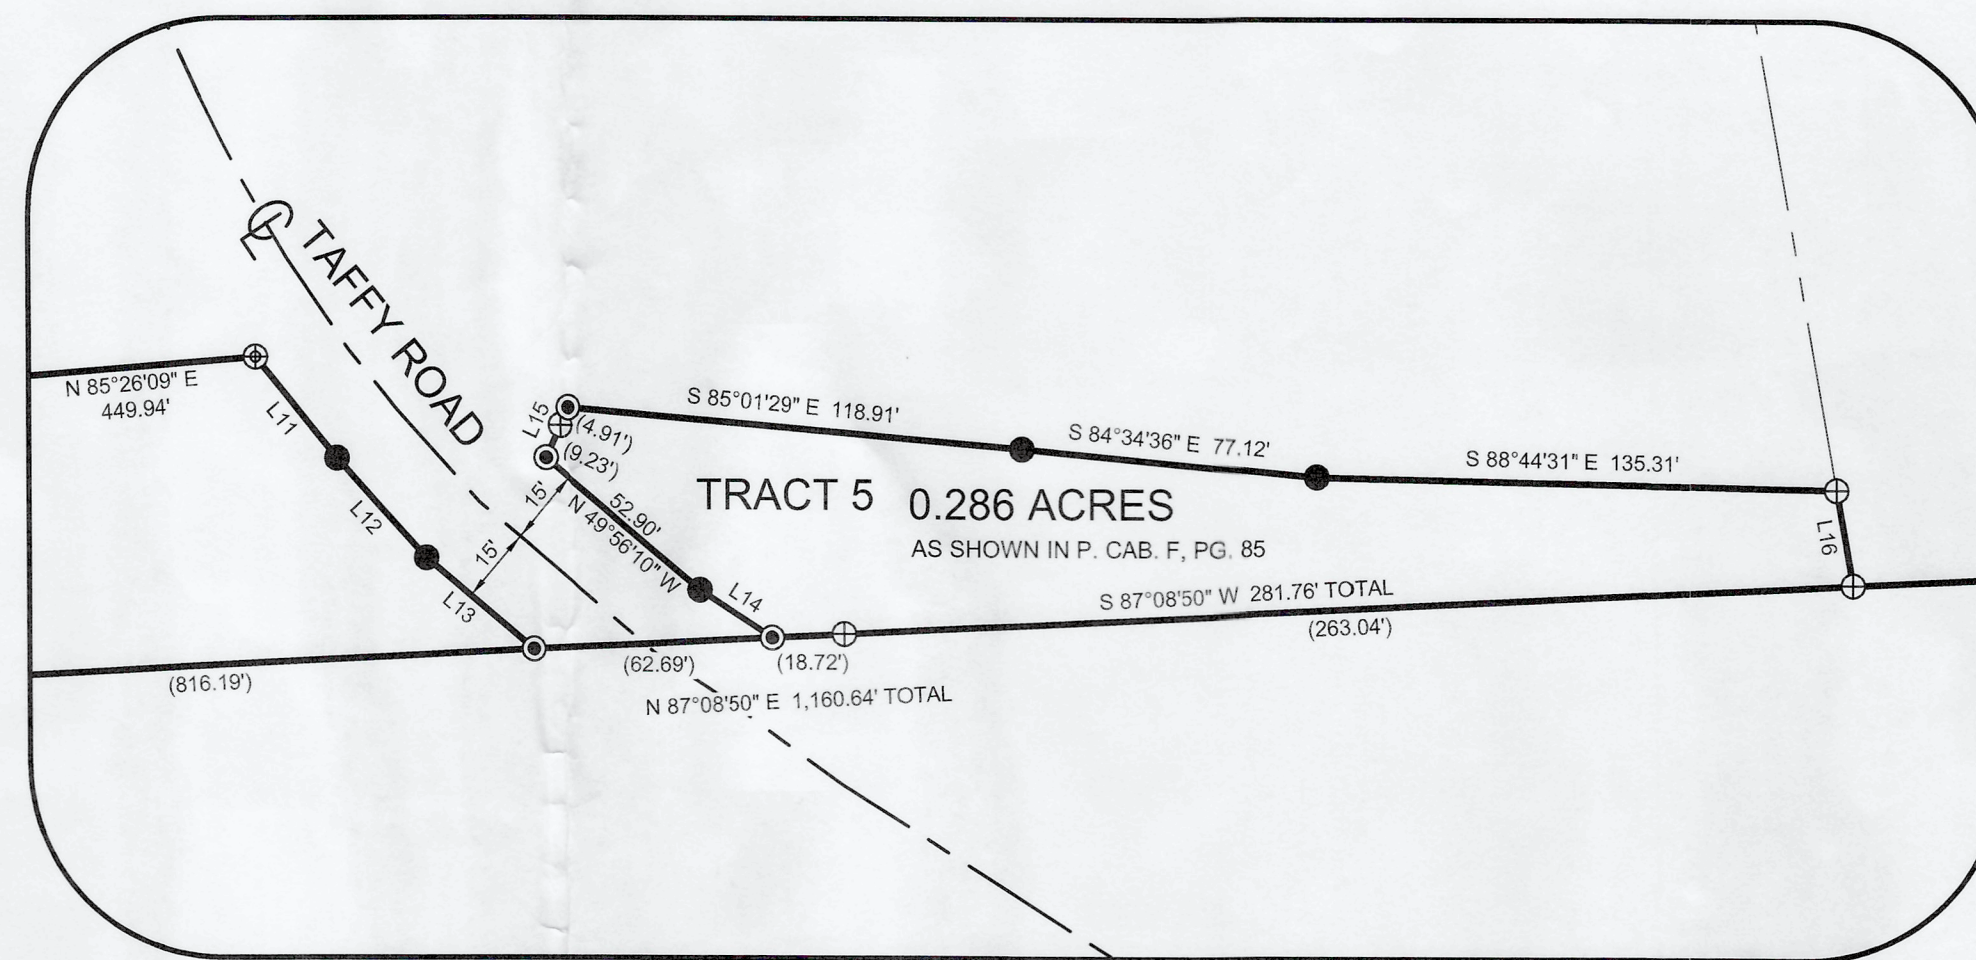 CL
TAFFY ROAD
N 85°26'09" E
449.94'
L11
L12
L13
L15
(4.91')
(9.23')
S 85°01'29" E 118.91'
S 84°34'36" E 77.12'
S 88°44'31" E 135.31'
15'
15'
52.90'
N 49°56'10" W
L14
TRACT 5
0.286 ACRES
AS SHOWN IN P. CAB. F, PG. 85
L16
S 87°08'50" W 281.76' TOTAL
(263.04')
(816.19')
(62.69')
(18.72')
N 87°08'50" E 1,160.64' TOTAL